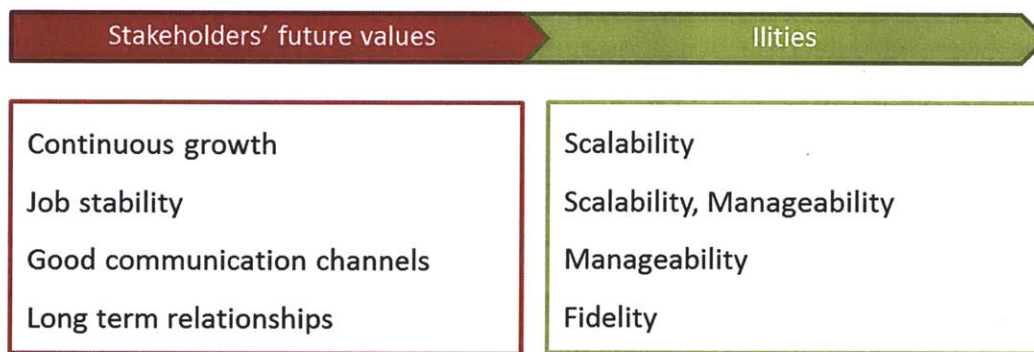 Stakeholders' future values
Ilities
Continuous growth
Job stability
Good communication channels
Long term relationships
Scalability
Scalability, Manageability
Manageability
Fidelity